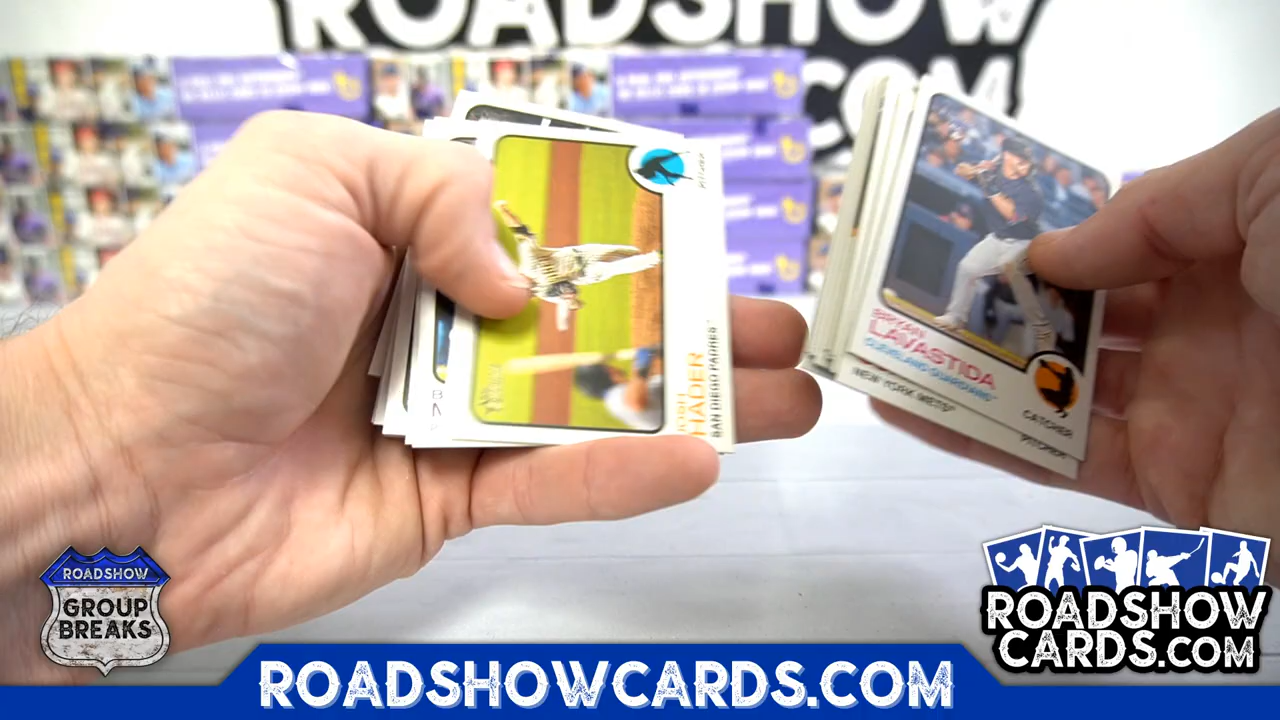 ROADSHOW
.COM
PITCHER
JOSH
HADER
SAN DIEGO PADRES
BRYAN
LAVASTIDA
CLEVELAND GUARDIANS
CATCHER
NEW YORK METS
PITCHER
ROADSHOW
GROUP
BREAKS
ROADSHOW
CARDS.COM
ROADSHOWCARDS.COM